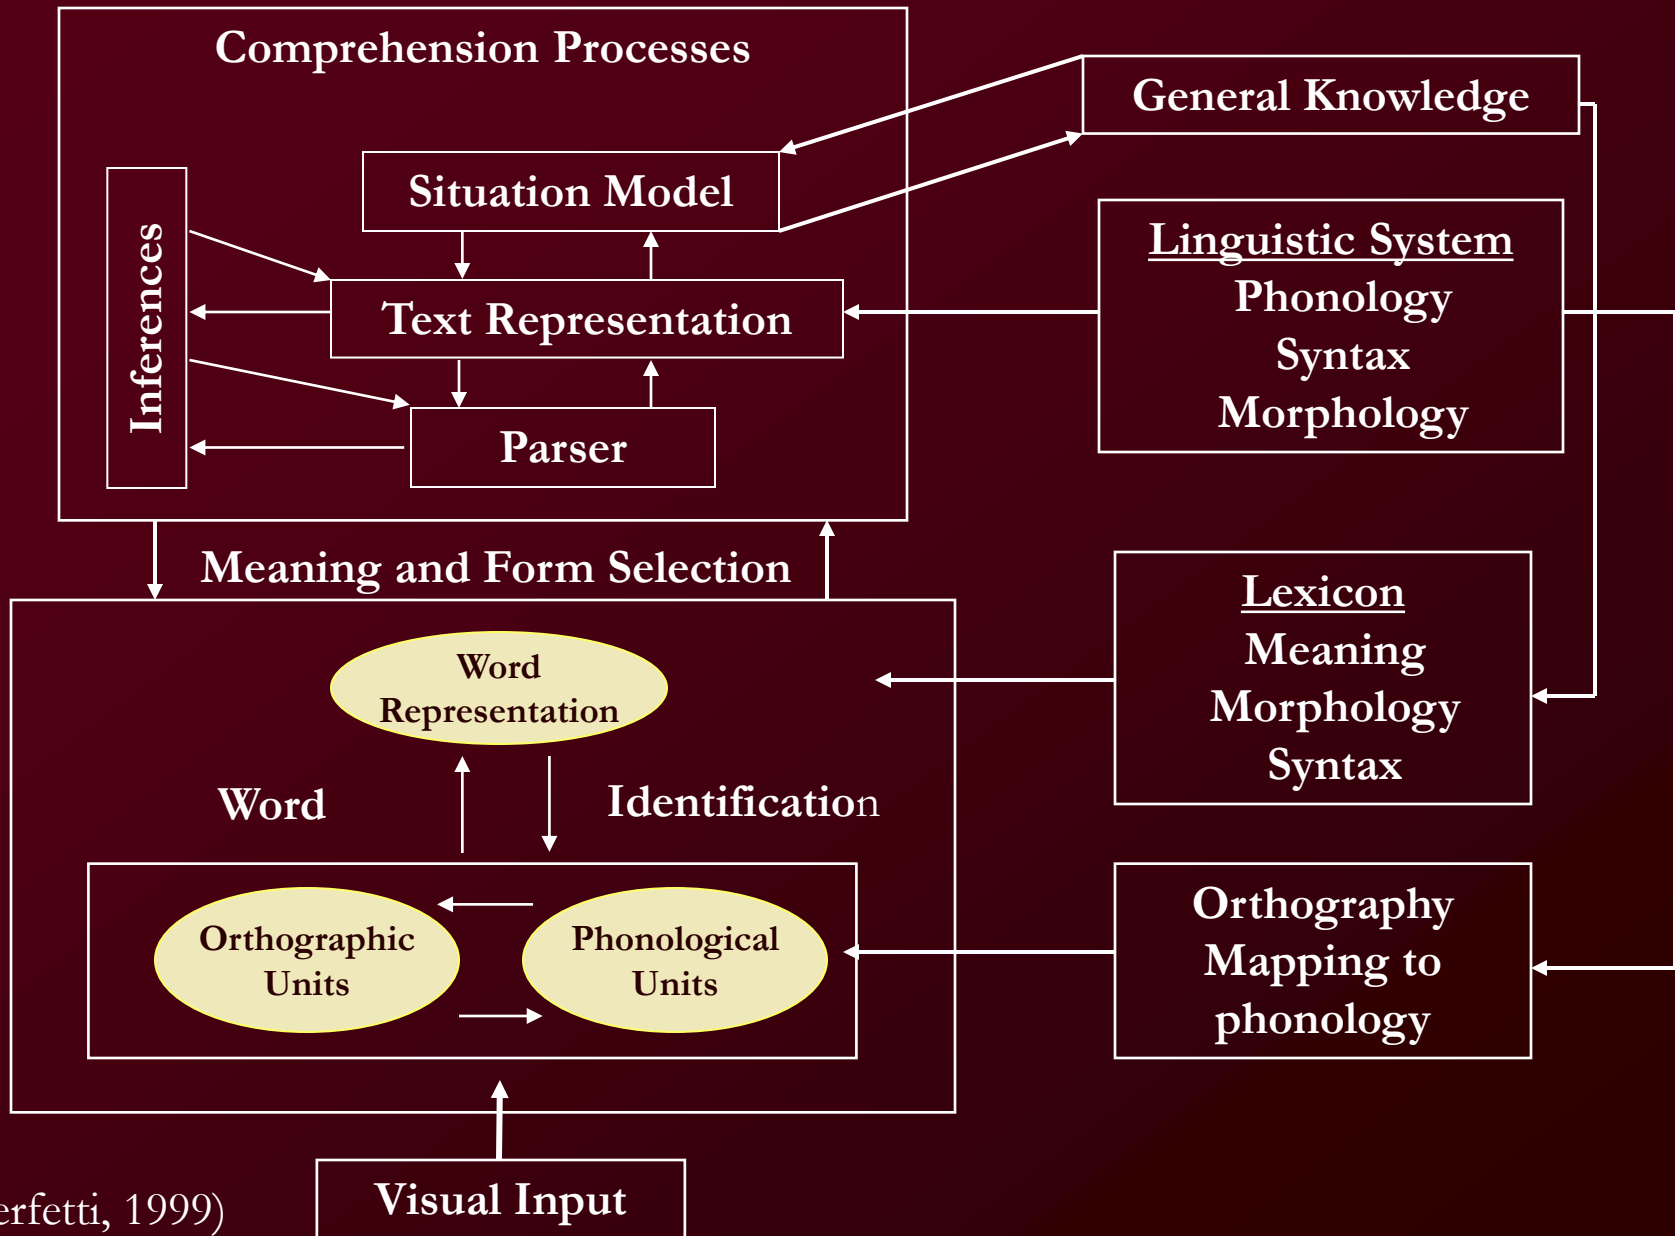 Comprehension Processes
General Knowledge
Situation Model
Inferences
Text Representation
Parser
Linguistic System
Phonology
Syntax
Morphology
Meaning and Form Selection
Word
Representation
Word
Identification
Lexicon
Meaning
Morphology
Syntax
Orthographic
Units
Phonological
Units
Orthography
Mapping to
phonology
Visual Input
erfetti, 1999)